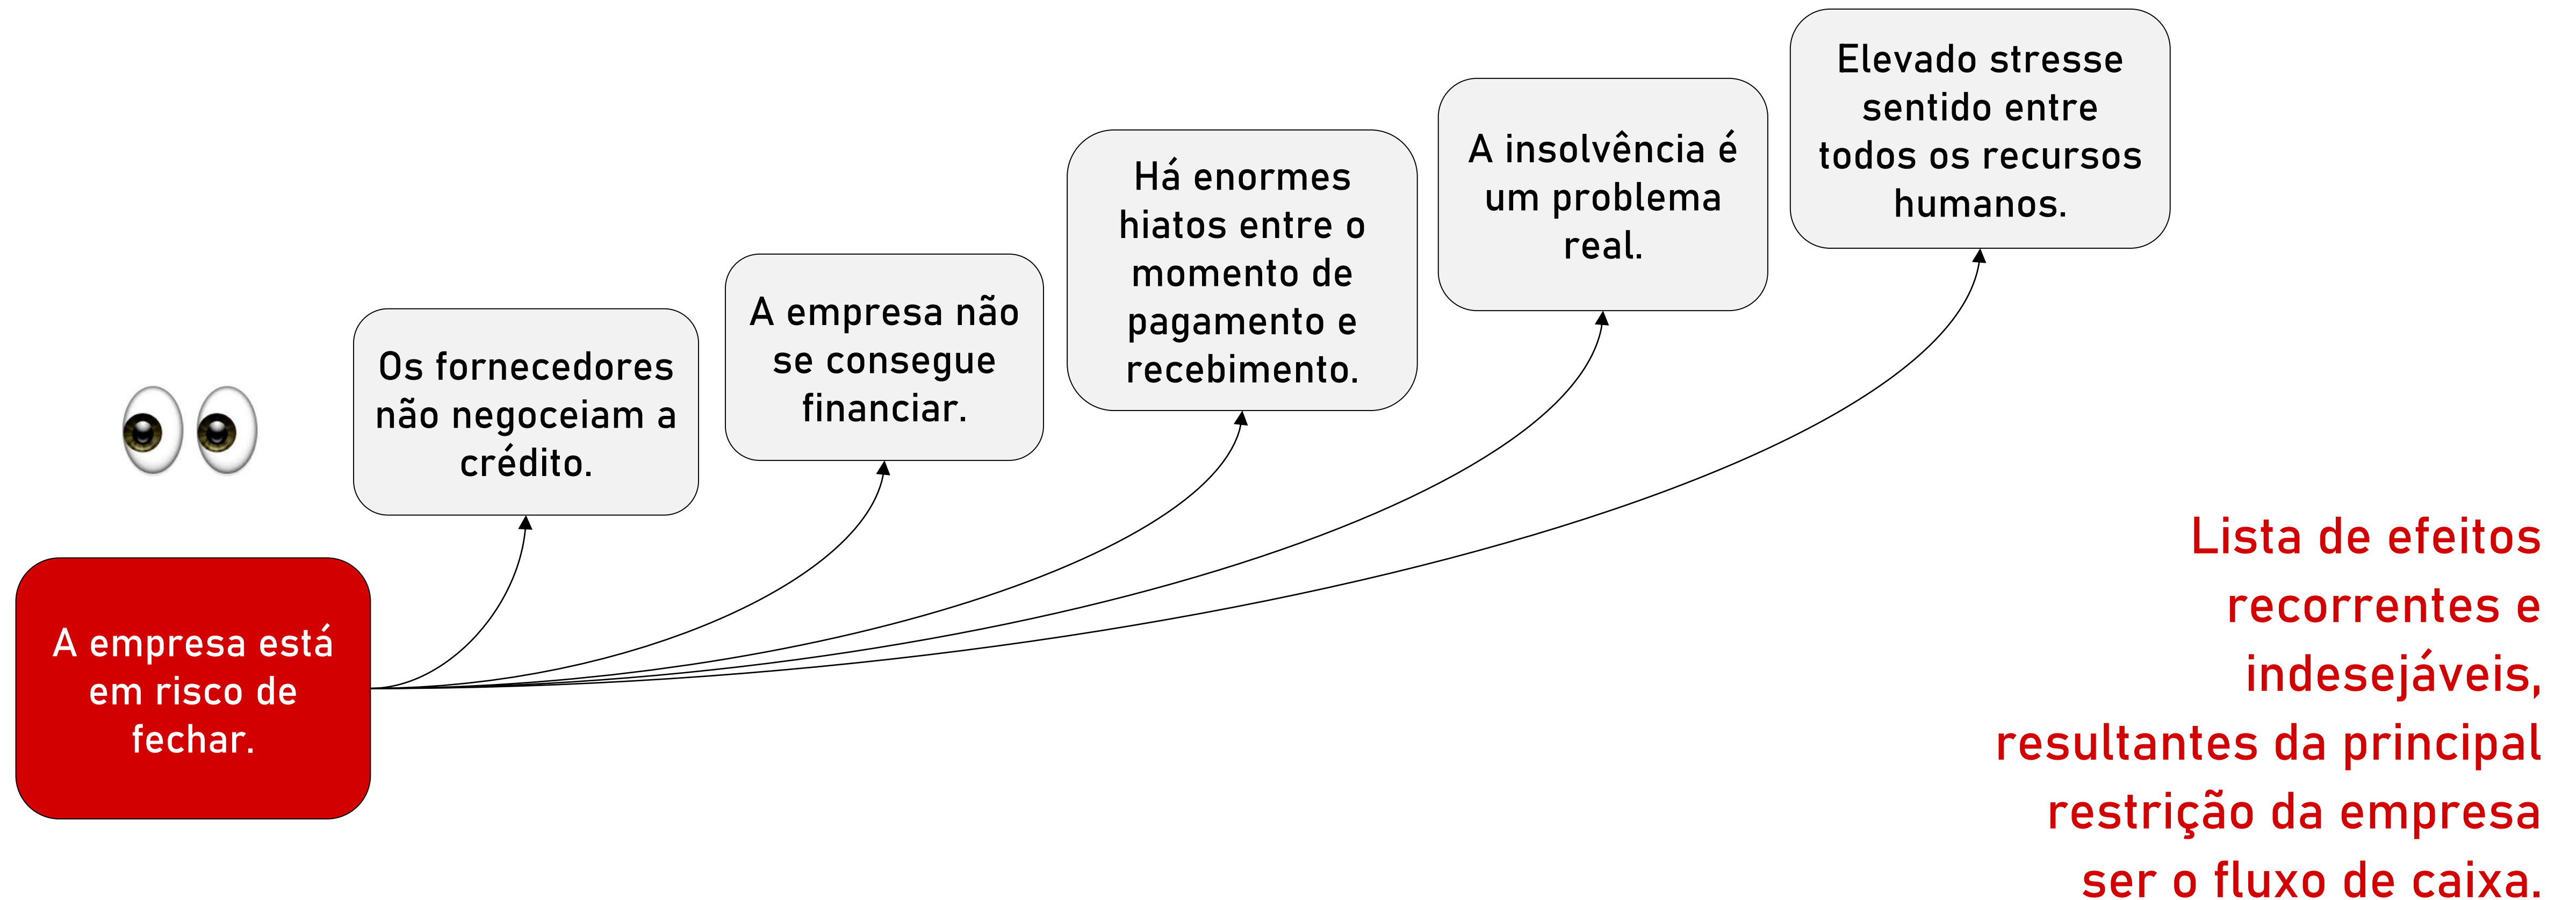 A empresa está
em risco de
fechar.
Os fornecedores
não negoceiam a
crédito.
A empresa não
se consegue
financiar.
Há enormes
hiatos entre o
momento de
pagamento e
recebimento.
A insolvência é
um problema
real.
Elevado stresse
sentido entre
todos os recursos
humanos.
Lista de efeitos
recorrentes e
indesejáveis,
resultantes da principal
restrição da empresa
ser o fluxo de caixa.